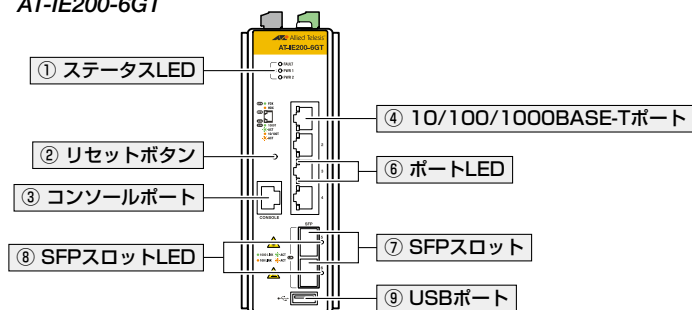 AT-IE200-6GT
Allied Telesis
AT-IE200-6GT
① ステータスLED
FAULT
PWR 1
PWR 2
④ 10/100/1000BASE-Tポート
② リセットボタン
⑥ ポートLED
③ コンソールポート
CONSOLE
SFP
⑧ SFPスロットLED
⑦ SFPスロット
⑨ USBポート